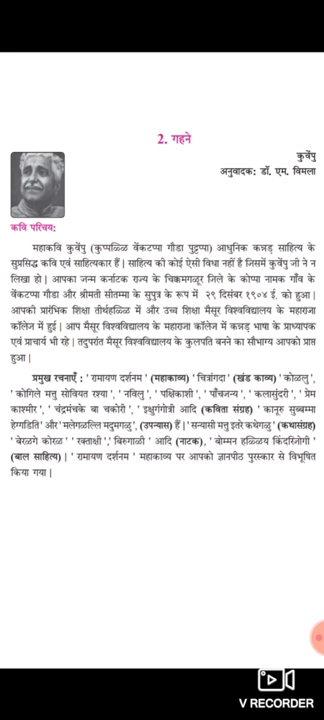 2. गहने
कुवेंपु
अनुवादक: डॉ. एम. विमला
कवि परिचय:
महाकवि कुवेंपु (कुप्पळ्ळि वेंकटप्पा गौडा पुट्टप्पा) आधुनिक कन्नड़ साहित्य के
सुप्रसिद्ध कवि एवं साहित्यकार हैं। साहित्य की कोई ऐसी विधा नहीं है जिसमें कुवेंपु जी ने न
लिखा हो। आपका जन्म कर्नाटक राज्य के चिक्कमगळूर जिले के कोप्पा नामक गाँव के
वेंकटप्पा गौडा और श्रीमती सीतम्मा के सुपुत्र के रूप में २९ दिसंबर १९०४ ई. को हुआ।
आपकी प्रारंभिक शिक्षा तीर्थहळ्ळि में और उच्च शिक्षा मैसूर विश्वविद्यालय के महाराजा
कॉलेज में हुई। आप मैसूर विश्वविद्यालय के महाराजा कॉलेज में कन्नड़ भाषा के प्राध्यापक
एवं प्राचार्य भी रहे। तदुपरांत मैसूर विश्वविद्यालय के कुलपति बनने का सौभाग्य आपको प्राप्त
हुआ।
प्रमुख रचनाएँ : ' रामायण दर्शनम ' (महाकाव्य) ' चित्रांगदा ' (खंड काव्य) ' कोळलु ',
' कोगिले मत्तु सोवियत रश्या ', ' नविलु ', ' पक्षिकाशी ', ' पाँचजन्य ', ' कलासुंदरी ', ' प्रेम
काश्मीर ', ' चंद्रमंचके बा चकोरी ', ' इक्षुगंगोत्री आदि (कविता संग्रह) ' कानूरु सुब्बम्मा
हेग्गडिति ' और ' मलेगळल्लि मदुमगळु ', (उपन्यास) हैं। ' सन्यासी मत्तु इतरे कथेगळु ' (कथासंग्रह)
' बेरळगे कोरळ ' ' रक्ताक्षी ',' बिरुगाळी ' आदि (नाटक), ' बोम्मन हळ्ळिय किंदरिजोगी '
(बाल साहित्य)। ' रामायण दर्शनम ' महाकाव्य पर आपको ज्ञानपीठ पुरस्कार से विभूषित
किया गया।
V RECORDER